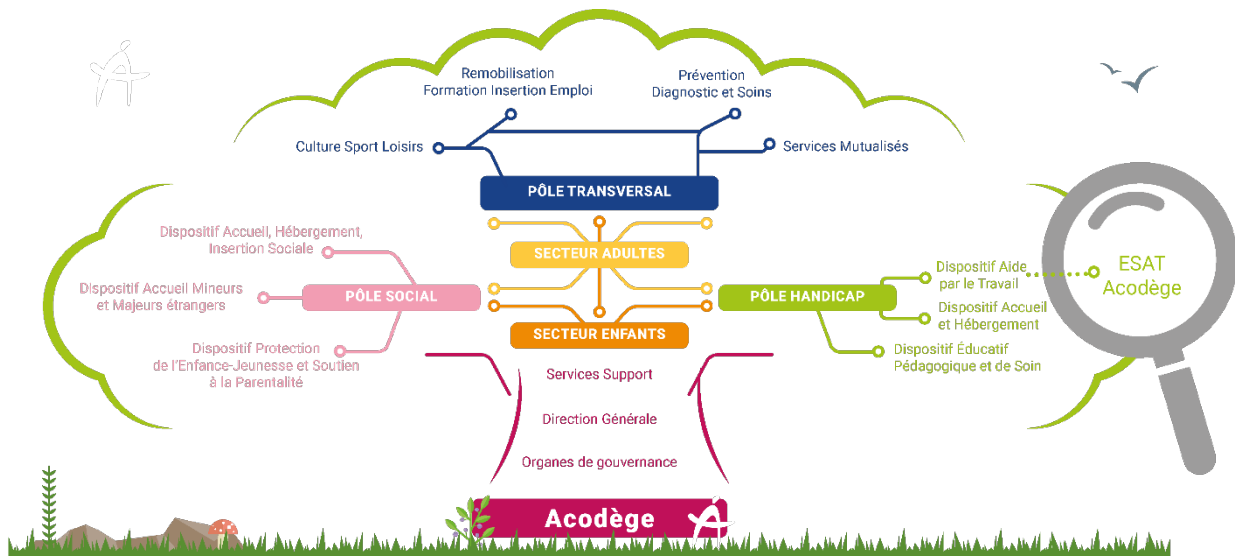 Remobilisation
Formation Insertion Emploi
Prévention
Diagnostic et Soins
Culture Sport Loisirs
Services Mutualisés
PÔLE TRANSVERSAL
SECTEUR ADULTES
Dispositif Accueil, Hébergement,
Insertion Sociale
Dispositif Accueil Mineurs
et Majeurs étrangers
PÔLE SOCIAL
Dispositif Protection
de l'Enfance-Jeunesse et Soutien
à la Parentalité
SECTEUR ENFANTS
PÔLE HANDICAP
Dispositif Aide
par le Travail
Dispositif Accueil
et Hébergement
Dispositif Éducatif
Pédagogique et de Soin
ESAT
Acodège
Services Support
Direction Générale
Organes de gouvernance
Acodège